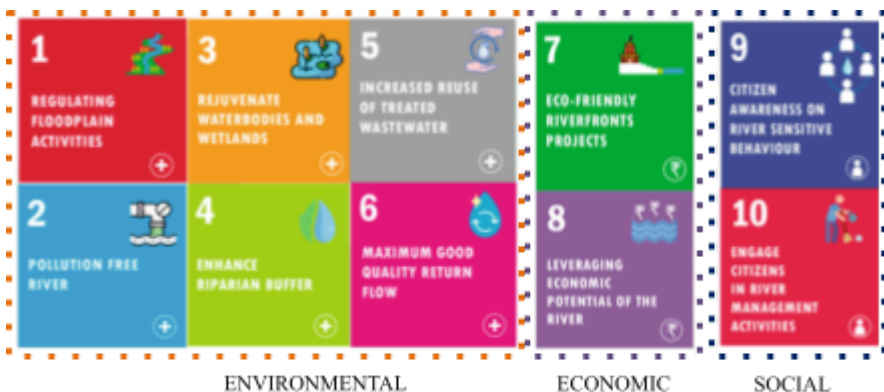 1
REGULATING
FLOODPLAIN
ACTIVITIES
3
REJUVENATE
WATERBODIES AND
WETLANDS
5
INCREASED REUSE
OF TREATED
WASTEWATER
7
ECO-FRIENDLY
RIVERFRONTS
PROJECTS
₹
9
CITIZEN
AWARENESS ON
RIVER SENSITIVE
BEHAVIOUR
2
POLLUTION FREE
RIVER
4
ENHANCE
RIPARIAN BUFFER
6
MAXIMUM GOOD
QUALITY RETURN
FLOW
8
₹ ₹ ₹
LEVERAGING
ECONOMIC
POTENTIAL OF THE
RIVER
₹
10
ENGAGE
CITIZENS
IN RIVER
MANAGEMENT
ACTIVITIES
ENVIRONMENTAL
ECONOMIC
SOCIAL